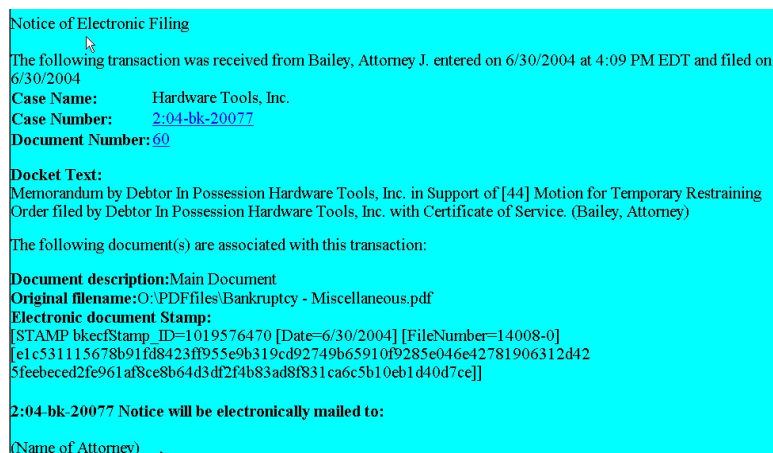 Notice of Electronic Filing
The following transaction was received from Bailey, Attorney J. entered on 6/30/2004 at 4:09 PM EDT and filed on
6/30/2004
Case Name: Hardware Tools, Inc.
Case Number: 2:04-bk-20077
Document Number: 60
Docket Text:
Memorandum by Debtor In Possession Hardware Tools, Inc. in Support of [44] Motion for Temporary Restraining
Order filed by Debtor In Possession Hardware Tools, Inc. with Certificate of Service. (Bailey, Attorney)
The following document(s) are associated with this transaction:
Document description:Main Document
Original filename:O:\PDFfiles\Bankruptcy - Miscellaneous.pdf
Electronic document Stamp:
[STAMP bkecfStamp_ID=1019576470 [Date=6/30/2004] [FileNumber=14008-0]
[e1c531115678b91fd8423ff955e9b319cd92749b65910f9285e046e42781906312d42
5feebeced2fe961af8ce8b64d3df2f4b83ad8f831ca6c5b10eb1d40d7ce]]
2:04-bk-20077 Notice will be electronically mailed to:
(Name of Attorney)